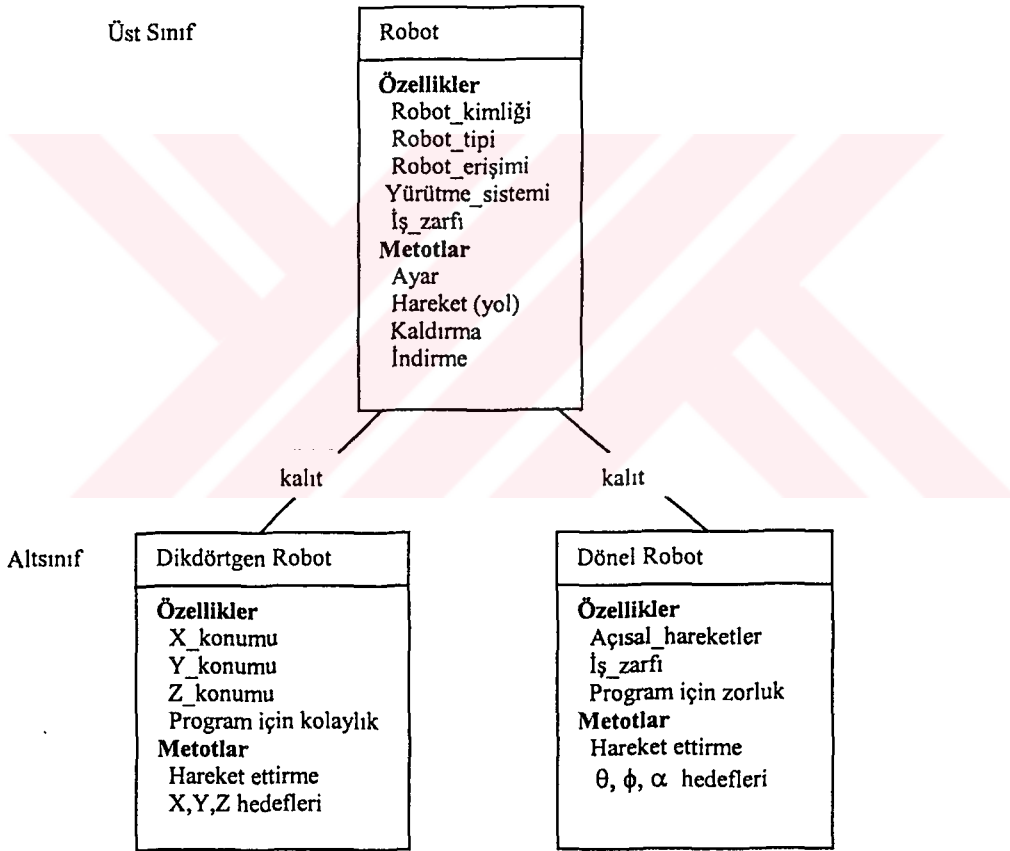 Üst Sınıf
Robot
Özellikler
Robot_kimliği
Robot_tipi
Robot_erişimi
Yürütme_sistemi
İş_zarfı
Metotlar
Ayar
Hareket (yol)
Kaldırma
İndirme
kalıt
kalıt
Altsınıf
Dikdörtgen Robot
Özellikler
X_konumu
Y_konumu
Z_konumu
Program için kolaylık
Metotlar
Hareket ettirme
X,Y,Z hedefleri
Dönel Robot
Özellikler
Açısal_hareketler
İş_zarfı
Program için zorluk
Metotlar
Hareket ettirme
θ, ϕ, α hedefleri